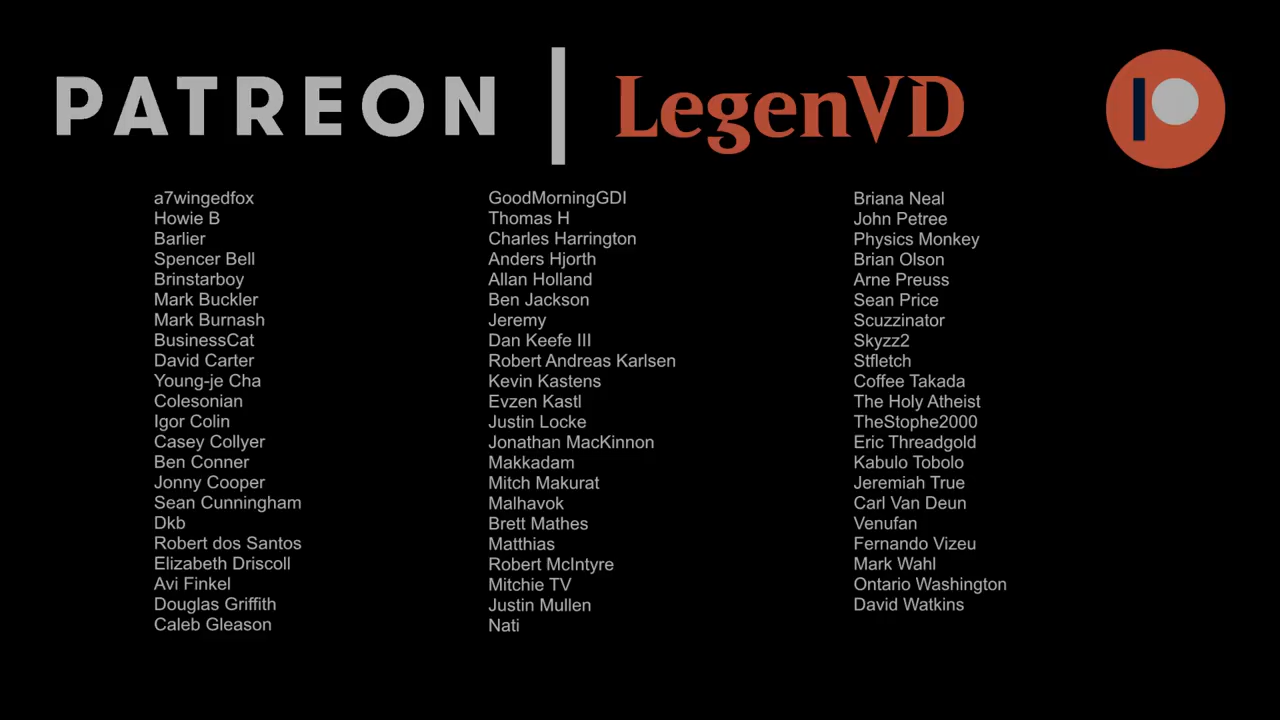 PATREON | LegenVD
a7wingedfox
Howie B
Barlier
Spencer Bell
Brinstarboy
Mark Buckler
Mark Burnash
BusinessCat
David Carter
Young-je Cha
Colesonian
Igor Colin
Casey Collyer
Ben Conner
Jonny Cooper
Sean Cunningham
Dkb
Robert dos Santos
Elizabeth Driscoll
Avi Finkel
Douglas Griffith
Caleb Gleason
GoodMorningGDI
Thomas H
Charles Harrington
Anders Hjorth
Allan Holland
Ben Jackson
Jeremy
Dan Keefe III
Robert Andreas Karlsen
Kevin Kastens
Evzen Kastl
Justin Locke
Jonathan MacKinnon
Makkadam
Mitch Makurat
Malhavok
Brett Mathes
Matthias
Robert McIntyre
Mitchie TV
Justin Mullen
Nati
Briana Neal
John Petree
Physics Monkey
Brian Olson
Arne Preuss
Sean Price
Scuzzinator
Skyzz2
Stfletch
Coffee Takada
The Holy Atheist
TheStophe2000
Eric Threadgold
Kabulo Tobolo
Jeremiah True
Carl Van Deun
Venufan
Fernando Vizeu
Mark Wahl
Ontario Washington
David Watkins